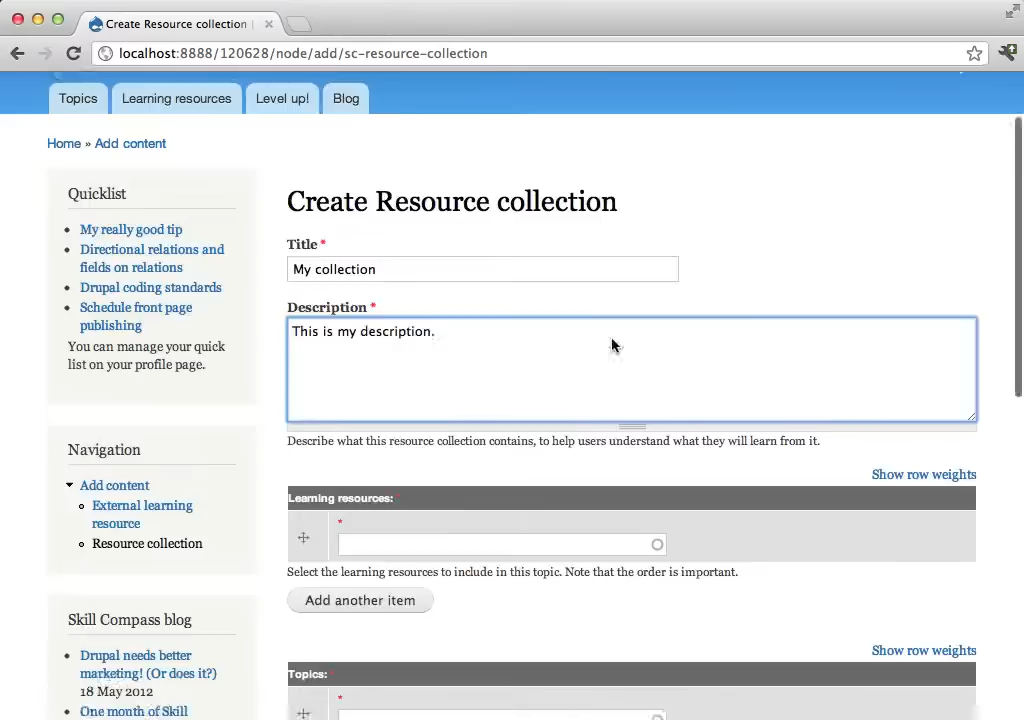 Create Resource collection |
localhost:8888/120628/node/add/sc-resource-collection
Topics
Learning resources
Level up!
Blog
Home » Add content
Quicklist
My really good tip
Directional relations and
fields on relations
Drupal coding standards
Schedule front page
publishing
You can manage your quick
list on your profile page.
Navigation
Add content
External learning
resource
Resource collection
Skill Compass blog
Drupal needs better
marketing! (Or does it?)
18 May 2012
One month of Skill
Create Resource collection
Title *
My collection
Description *
This is my description.
Describe what this resource collection contains, to help users understand what they will learn from it.
Show row weights
Learning resources: *
*
Select the learning resources to include in this topic. Note that the order is important.
Add another item
Show row weights
Topics: *
*